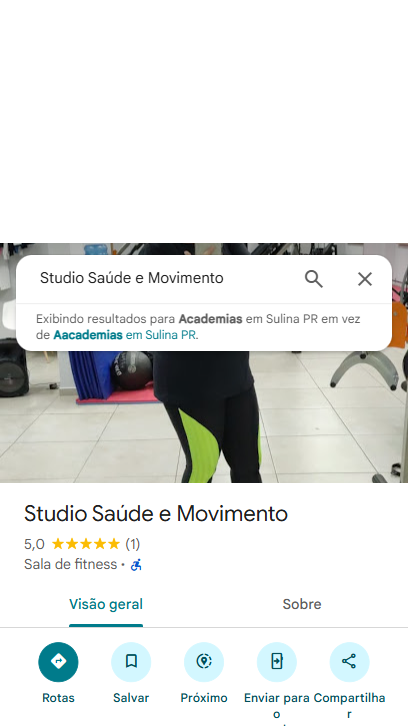 Studio Saúde e Movimento
Exibindo resultados para Academias em Sulina PR em vez
de Aacademias em Sulina PR.
Studio Saúde e Movimento
5,0 (1)
Sala de fitness ·
Visão geral
Sobre
Rotas
Salvar
Próximo
Enviar para
o
Compartilha
r